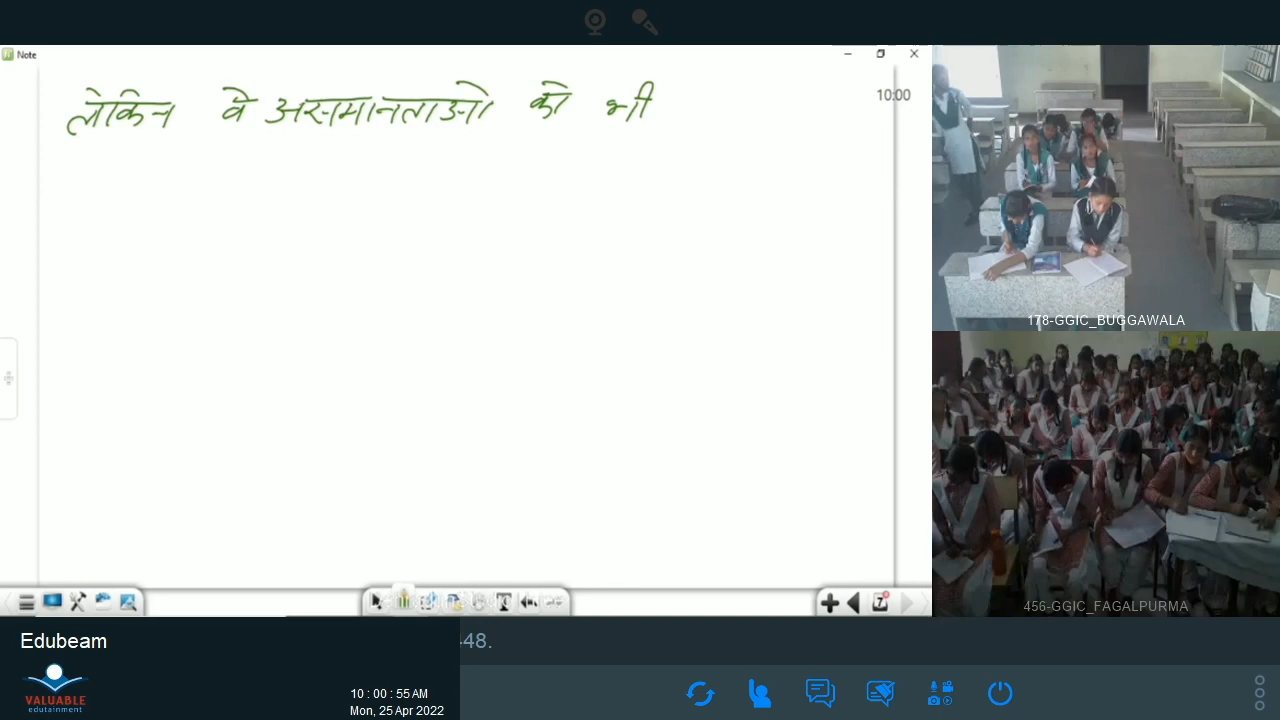 Note
लेकिन वे असमानताओ को भी
10:00
178-GGIC_BUGGAWALA
456-GGIC_FAGALPURMA
7
Edubeam
48.
VALUABLE
edutainment
10 : 00 : 55 AM
Mon, 25 Apr 2022